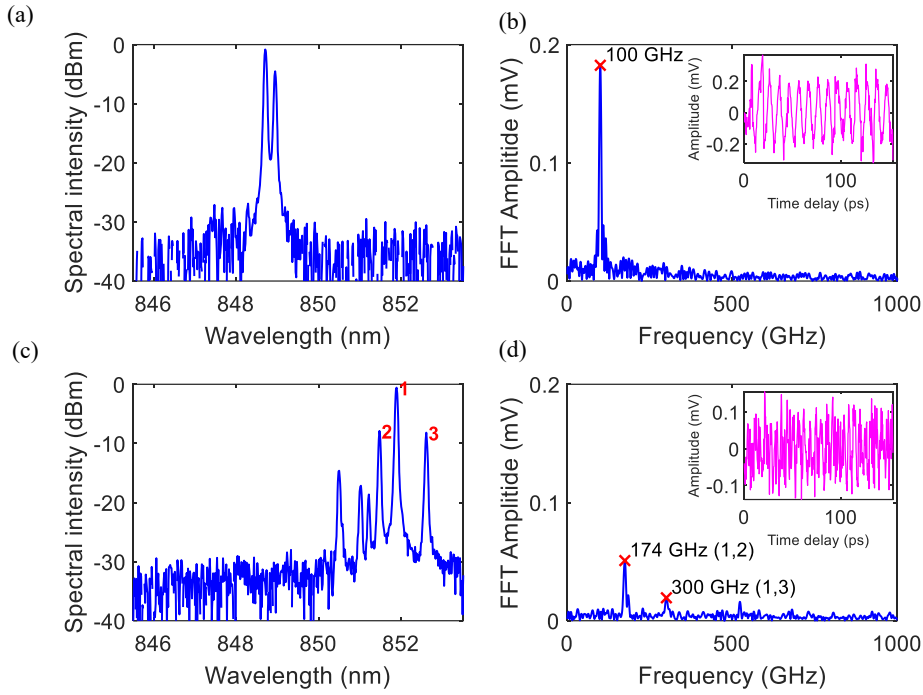 (a)
0
-10
-20
-30
-40
Spectral intensity (dBm)
846
848
850
852
Wavelength (nm)
(b)
0.2
0.1
0
FFT Amplitide (mV)
100 GHz
0
500
1000
Frequency (GHz)
0.2
0
-0.2
Amplitude (mV)
0
100
Time delay (ps)
(c)
0
-10
-20
-30
-40
Spectral intensity (dBm)
1
2
3
846
848
850
852
Wavelength (nm)
(d)
0.2
0.1
0
FFT Amplitide (mV)
174 GHz (1,2)
300 GHz (1,3)
0
500
1000
Frequency (GHz)
0.1
0
-0.1
Amplitude (mV)
0
100
Time delay (ps)